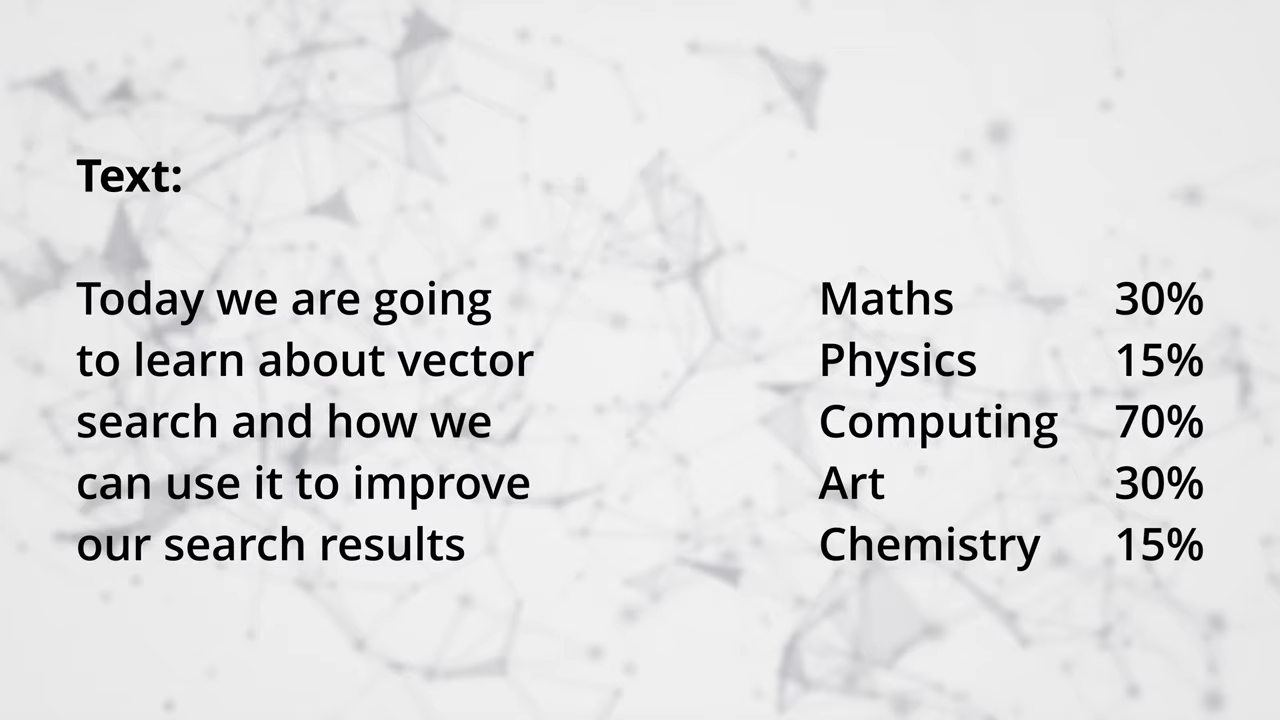 Text:
Today we are going
to learn about vector
search and how we
can use it to improve
our search results
Maths 30%
Physics 15%
Computing 70%
Art 30%
Chemistry 15%